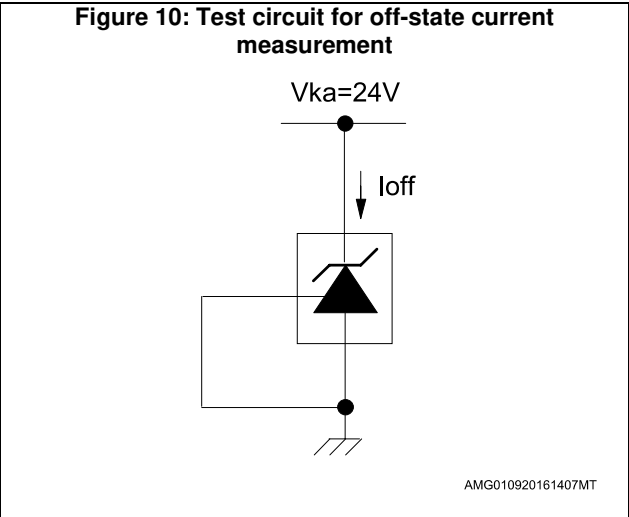 Figure 10: Test circuit for off-state current
measurement
Vka=24V
Ioff
AMG010920161407MT